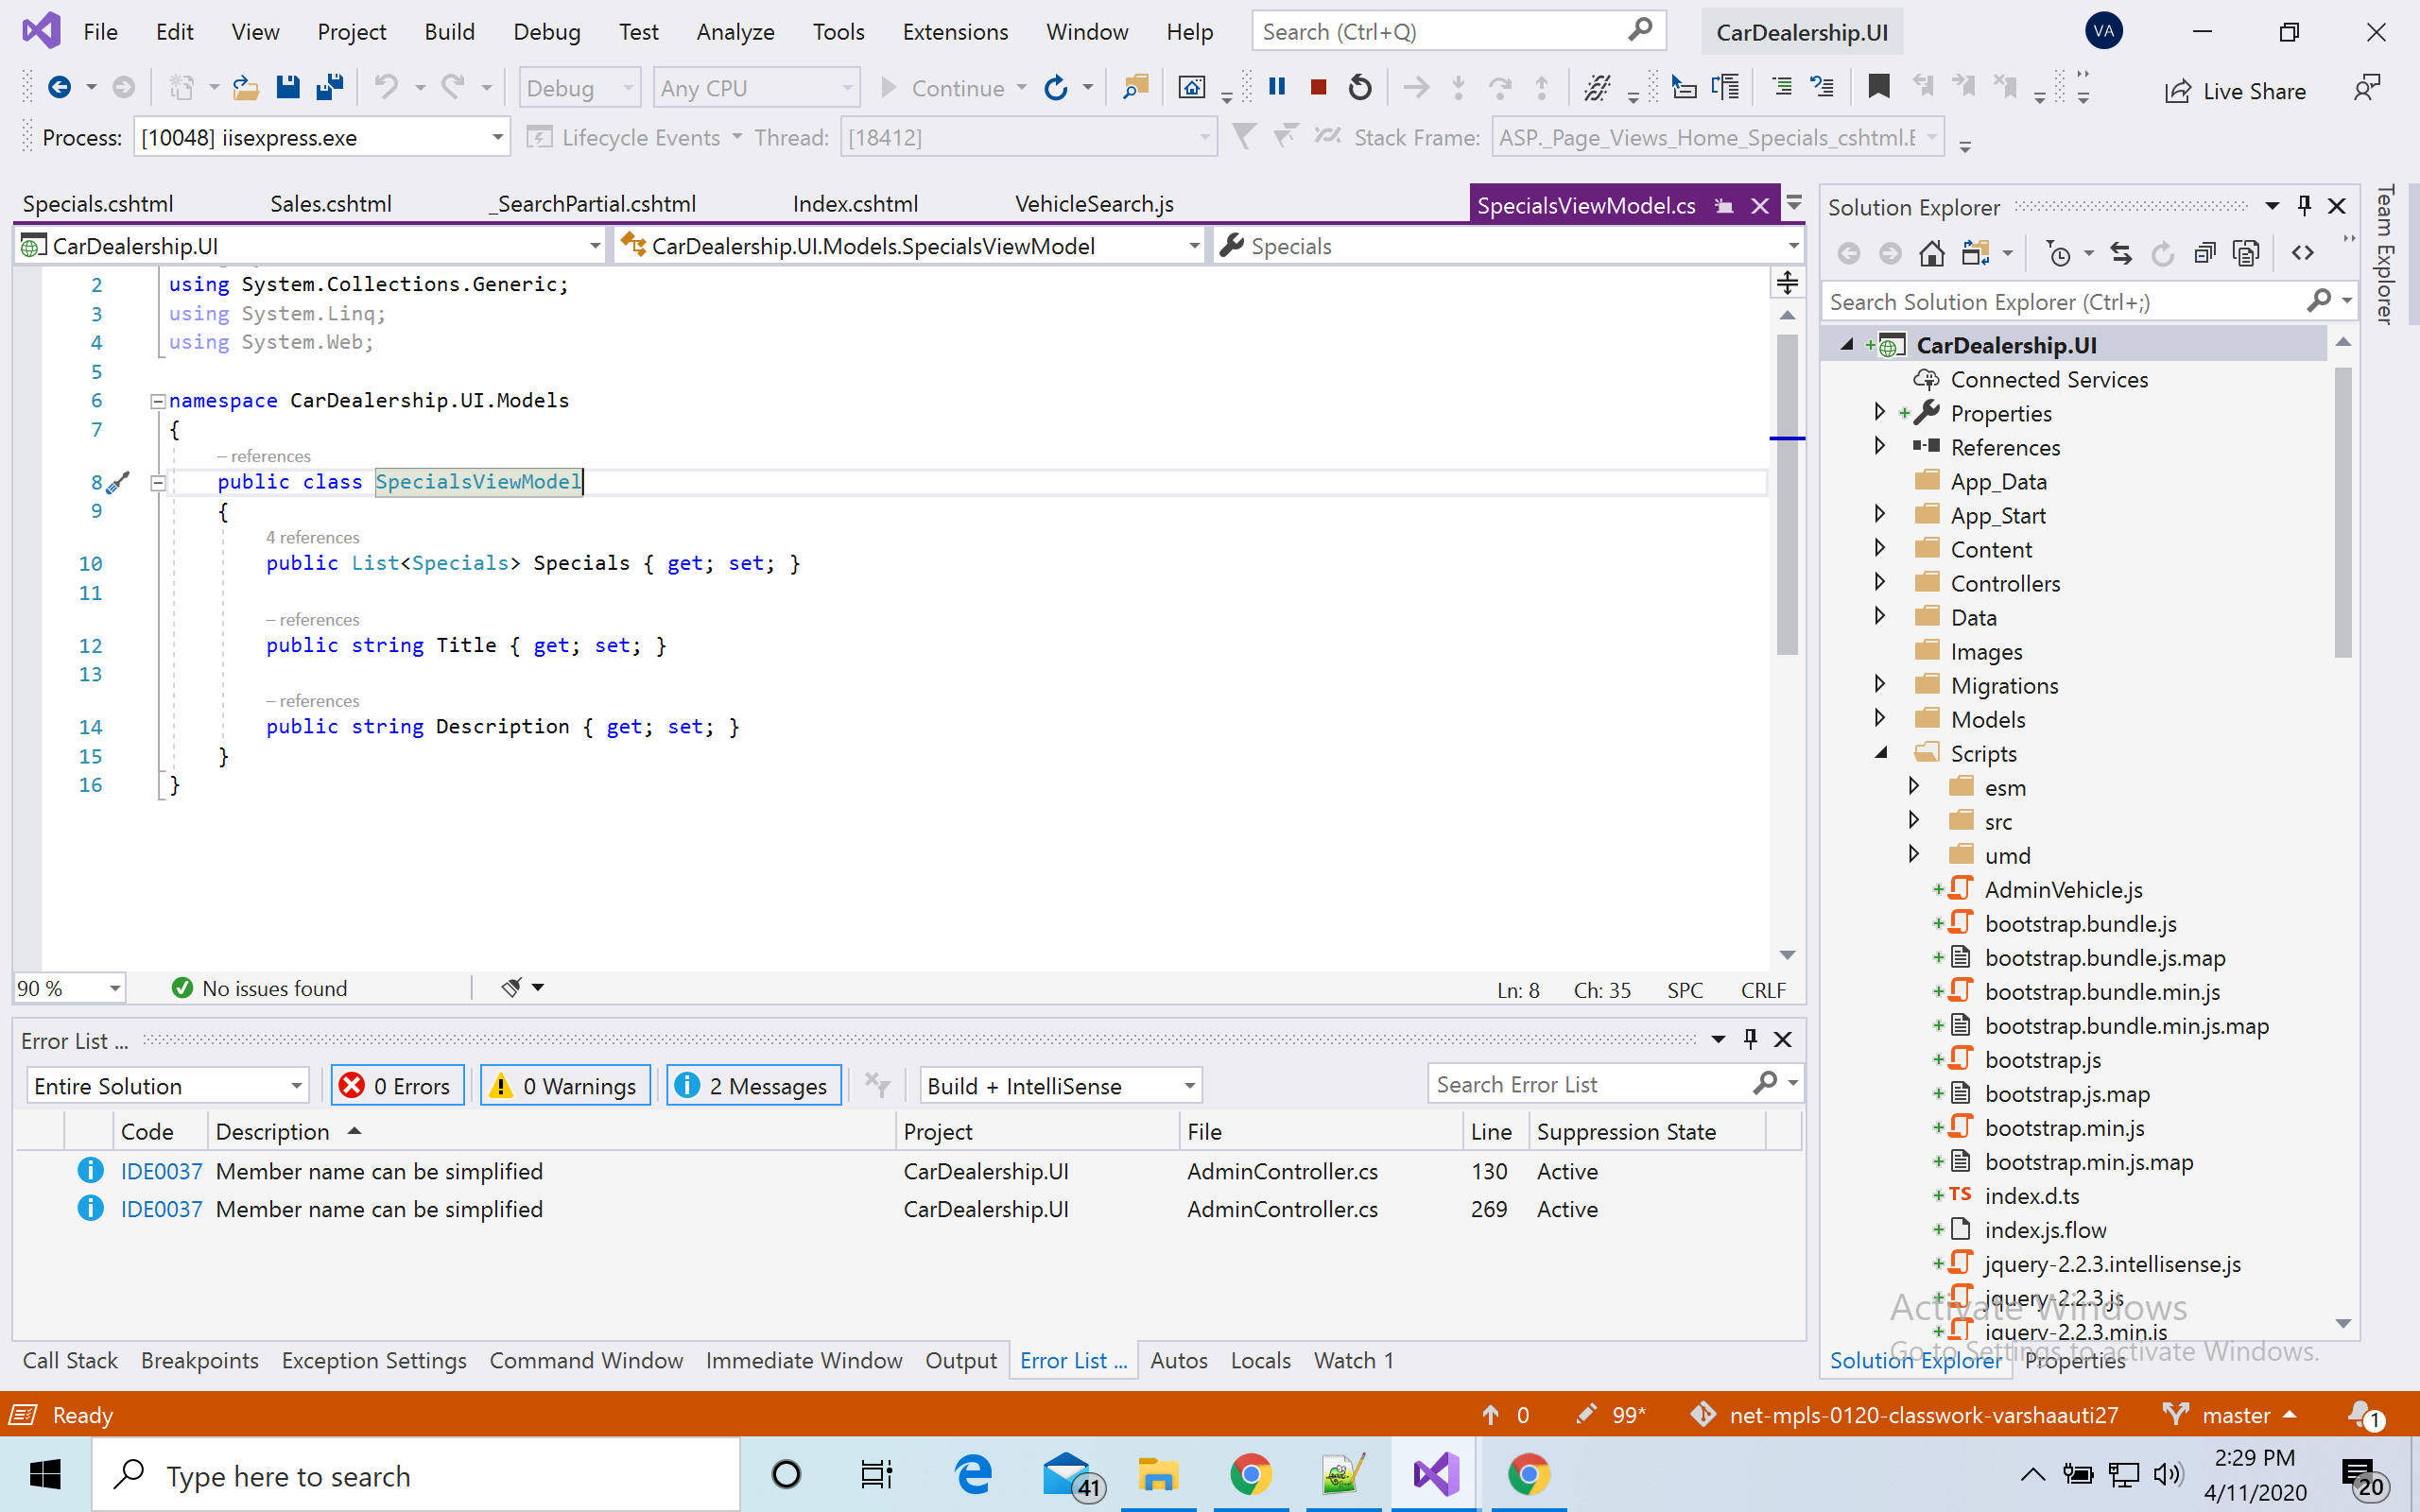 File Edit View Project Build Debug Test Analyze Tools Extensions Window Help Search (Ctrl+Q) CarDealership.UI VA
Debug Any CPU Continue Live Share
Process: [10048] iisexpress.exe Lifecycle Events Thread: [18412] Stack Frame: ASP._Page_Views_Home_Specials_cshtml.E
Specials.cshtml Sales.cshtml _SearchPartial.cshtml Index.cshtml VehicleSearch.js SpecialsViewModel.cs
CarDealership.UI CarDealership.UI.Models.SpecialsViewModel Specials
2 using System.Collections.Generic;
3 using System.Linq;
4 using System.Web;
5
6 namespace CarDealership.UI.Models
7 {
– references
8 public class SpecialsViewModel
9 {
4 references
10 public List<Specials> Specials { get; set; }
11
– references
12 public string Title { get; set; }
13
– references
14 public string Description { get; set; }
15 }
16 }
90 % No issues found Ln: 8 Ch: 35 SPC CRLF
Error List ...
Entire Solution 0 Errors 0 Warnings 2 Messages Build + IntelliSense Search Error List
Code Description Project File Line Suppression State
IDE0037 Member name can be simplified CarDealership.UI AdminController.cs 130 Active
IDE0037 Member name can be simplified CarDealership.UI AdminController.cs 269 Active
Call Stack Breakpoints Exception Settings Command Window Immediate Window Output Error List ... Autos Locals Watch 1
Solution Explorer
Search Solution Explorer (Ctrl+;)
CarDealership.UI
Connected Services
Properties
References
App_Data
App_Start
Content
Controllers
Data
Images
Migrations
Models
Scripts
esm
src
umd
AdminVehicle.js
bootstrap.bundle.js
bootstrap.bundle.js.map
bootstrap.bundle.min.js
bootstrap.bundle.min.js.map
bootstrap.js
bootstrap.js.map
bootstrap.min.js
bootstrap.min.js.map
TS index.d.ts
index.js.flow
jquery-2.2.3.intellisense.js
jquery-2.2.3.js
jquery-2.2.3.min.js
Solution Explorer Properties
Team Explorer
Activate Windows
Go to Settings to activate Windows.
Ready 0 99* net-mpls-0120-classwork-varshaauti27 master 1
Type here to search 41 2:29 PM
4/11/2020 20